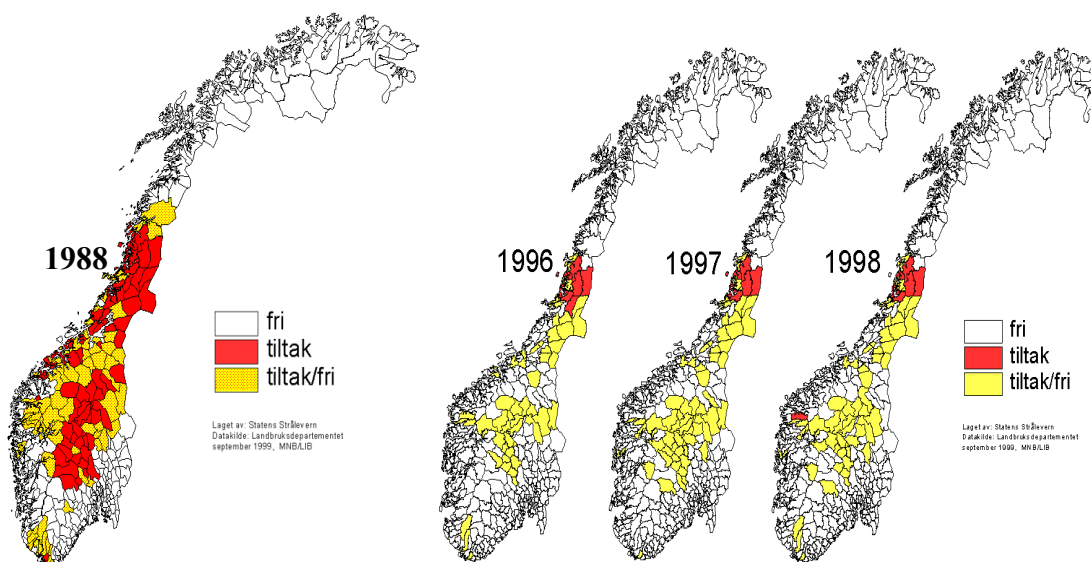 1988
fri
tiltak
tiltak/fri
Laget av: Statens Strålevern
Datakilde: Landbruksdepartementet
september 1999, MNB/LIB
1996
1997
1998
fri
tiltak
tiltak/fri
Laget av: Statens Strålevern
Datakilde: Landbruksdepartementet
september 1999, MNB/LIB